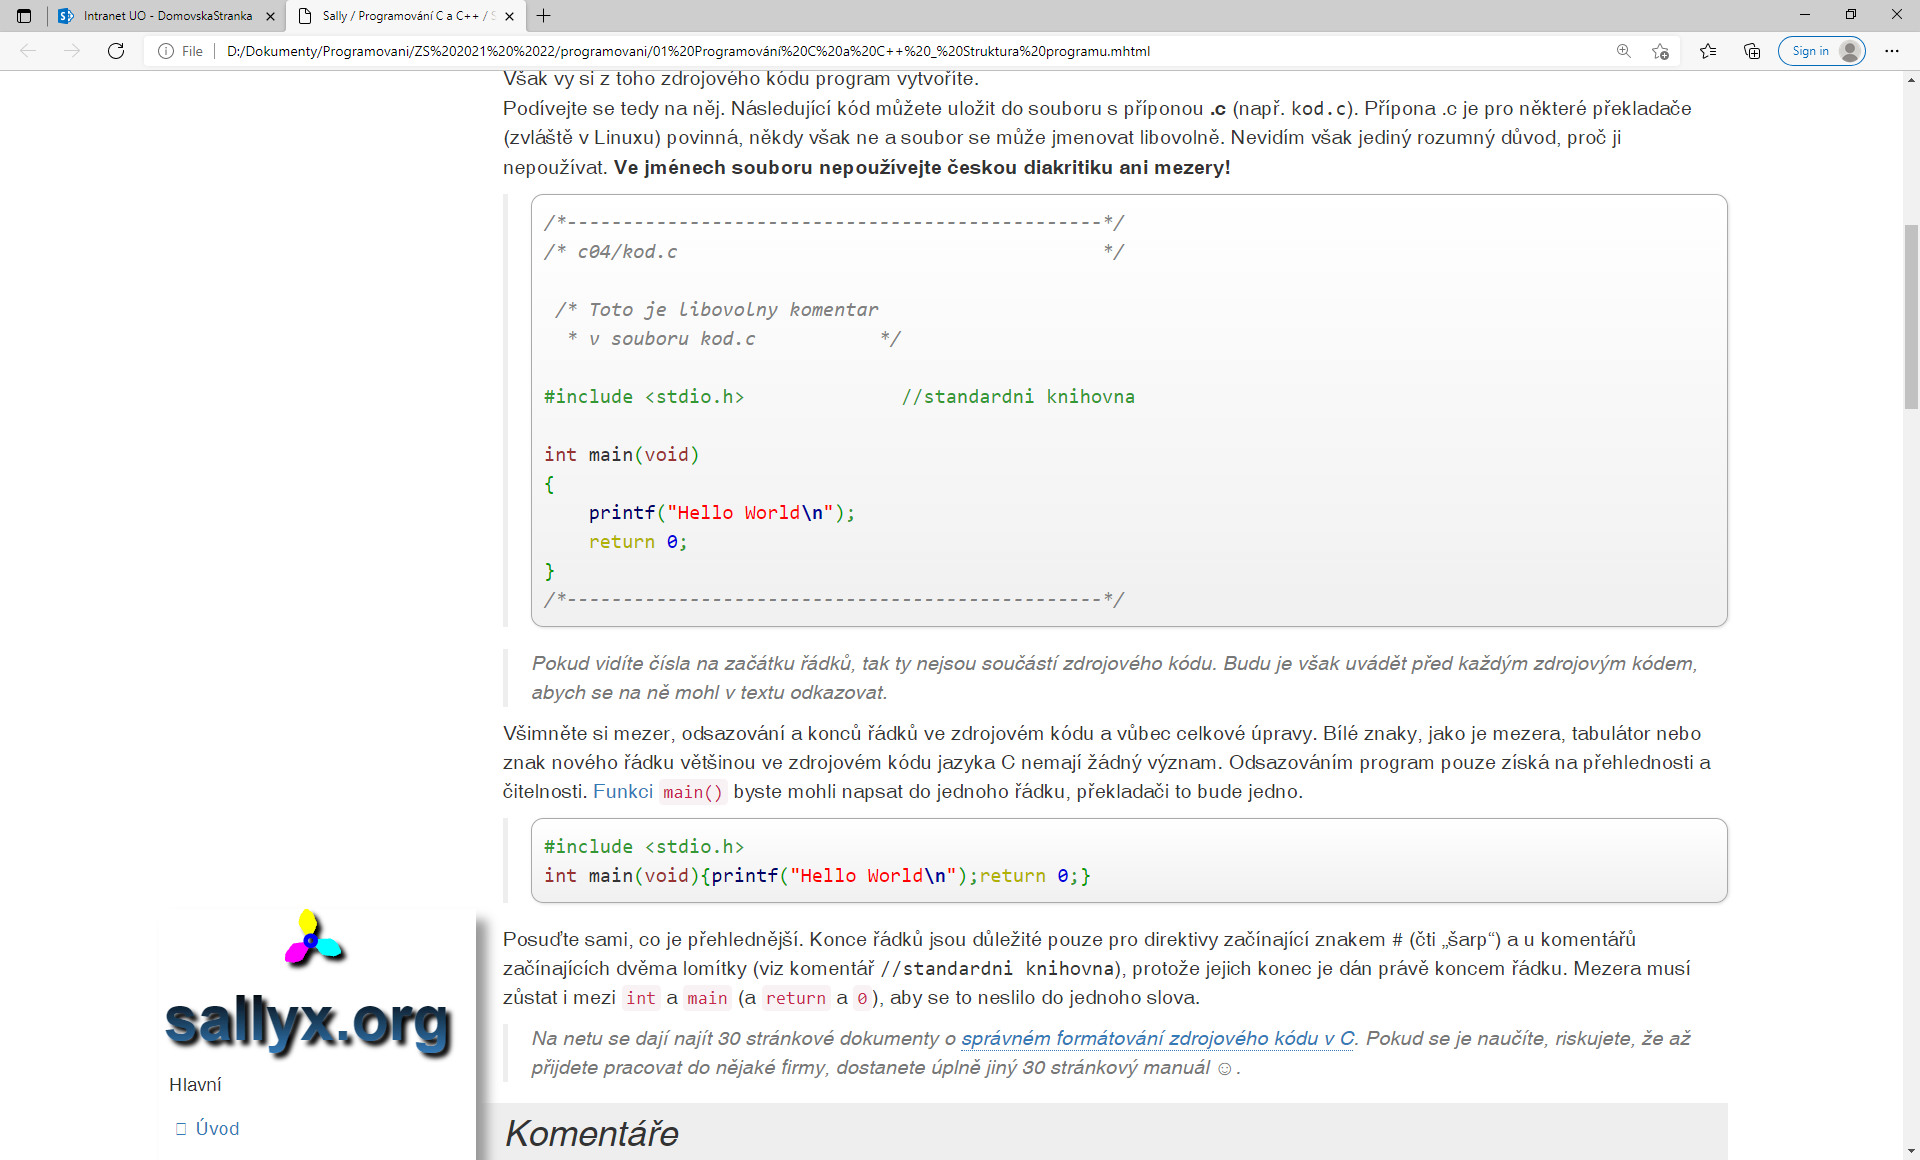 Intranet UO - DomovskaStranka
Sally / Programování C a C++ / S
File
D:/Dokumenty/Programovani/ZS%202021%20%2022/programovani/01%20Programování%20C%20a%20C++%20_%20Struktura%20programu.mhtml
Sign in
Však vy si z toho zdrojového kódu program vytvoříte.
Podívejte se tedy na něj. Následující kód můžete uložit do souboru s příponou .c (např. kod.c). Přípona .c je pro některé překladače
(zvláště v Linuxu) povinná, někdy však ne a soubor se může jmenovat libovolně. Nevidím však jediný rozumný důvod, proč ji
nepoužívat. Ve jménech souboru nepoužívejte českou diakritiku ani mezery!
/*------------------------------------------------*/
/* c04/kod.c                                      */
/* Toto je libovolny komentar
* v souboru kod.c           */
#include <stdio.h>              //standardni knihovna
int main(void)
{
printf("Hello World\n");
return 0;
}
/*------------------------------------------------*/
Pokud vidíte čísla na začátku řádků, tak ty nejsou součástí zdrojového kódu. Budu je však uvádět před každým zdrojovým kódem,
abych se na ně mohl v textu odkazovat.
Všimněte si mezer, odsazování a konců řádků ve zdrojovém kódu a vůbec celkové úpravy. Bílé znaky, jako je mezera, tabulátor nebo
znak nového řádku většinou ve zdrojovém kódu jazyka C nemají žádný význam. Odsazováním program pouze získá na přehlednosti a
čitelnosti. Funkci main() byste mohli napsat do jednoho řádku, překladači to bude jedno.
#include <stdio.h>
int main(void){printf("Hello World\n");return 0;}
Posuďte sami, co je přehlednější. Konce řádků jsou důležité pouze pro direktivy začínající znakem # (čti „šarp“) a u komentářů
začínajících dvěma lomítky (viz komentář //standardni knihovna), protože jejich konec je dán právě koncem řádku. Mezera musí
zůstat i mezi int a main (a return a 0), aby se to neslilo do jednoho slova.
Na netu se dají najít 30 stránkové dokumenty o správném formátování zdrojového kódu v C. Pokud se je naučíte, riskujete, že až
přijdete pracovat do nějaké firmy, dostanete úplně jiný 30 stránkový manuál ☺.
Komentáře
sallyx.org
Hlavní
Úvod